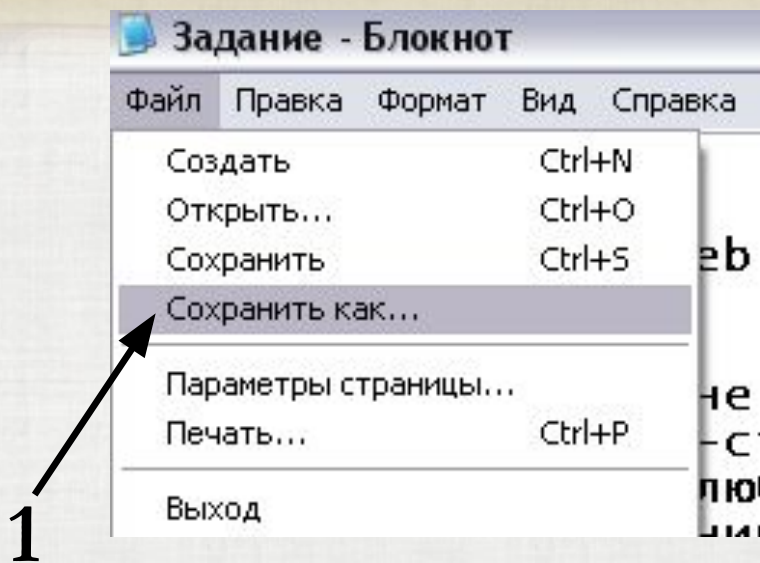 Задание - Блокнот
Файл Правка Формат Вид Справка
Создать Ctrl+N
Открыть... Ctrl+O
Сохранить Ctrl+S
Сохранить как...
Параметры страницы...
Печать... Ctrl+P
Выход
1